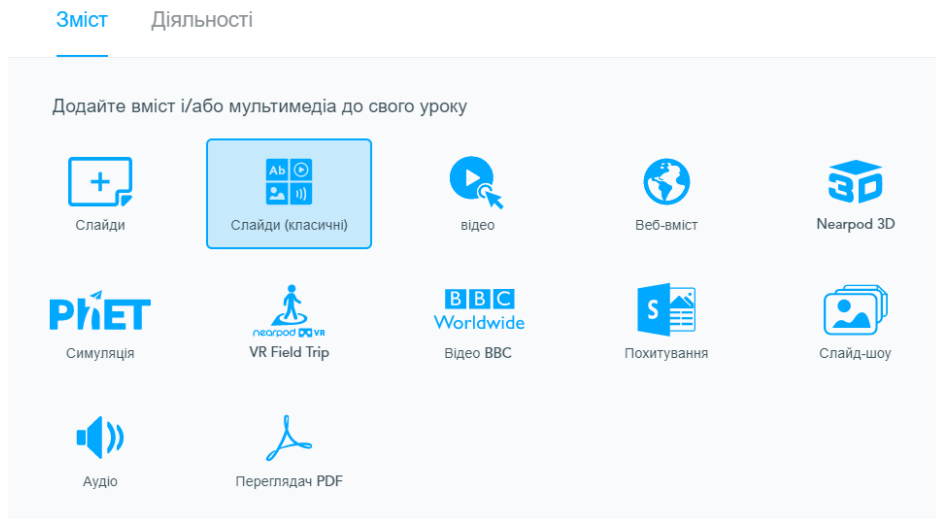 Зміст Діяльності
Додайте вміст і/або мультимедіа до свого уроку
Ab
Слайди
Слайди (класичні)
відео
Веб-вміст
3D
Nearpod 3D
PhET
Симуляція
nearpod VR
VR Field Trip
BBC
Worldwide
Відео BBC
S
Похитування
Слайд-шоу
Аудіо
Переглядач PDF